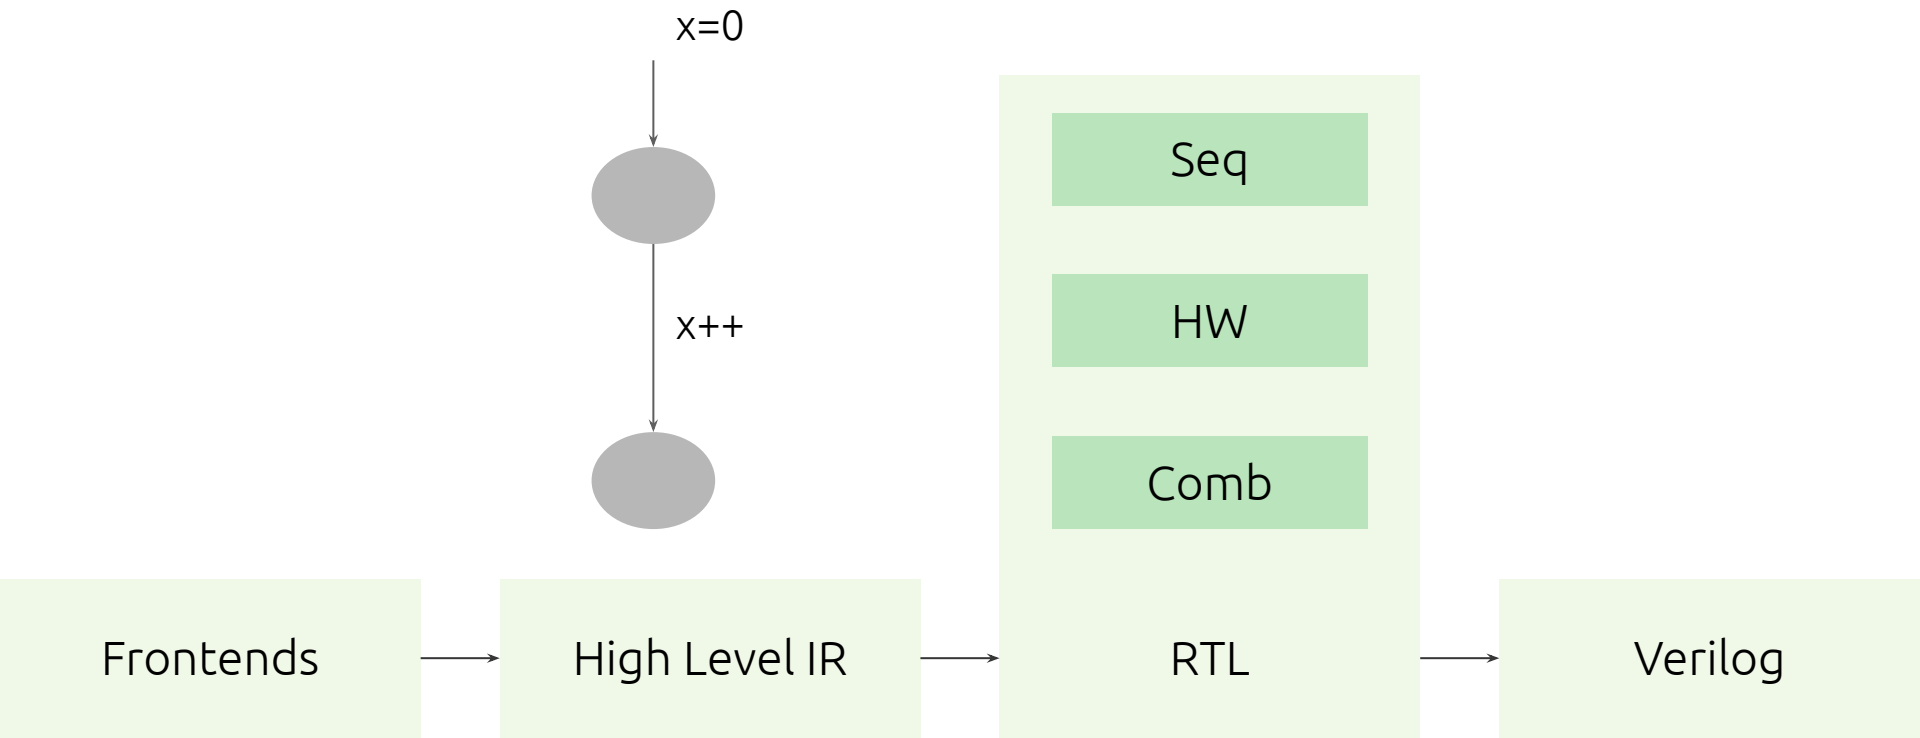 x=0
x++
Seq
HW
Comb
Frontends
High Level IR
RTL
Verilog